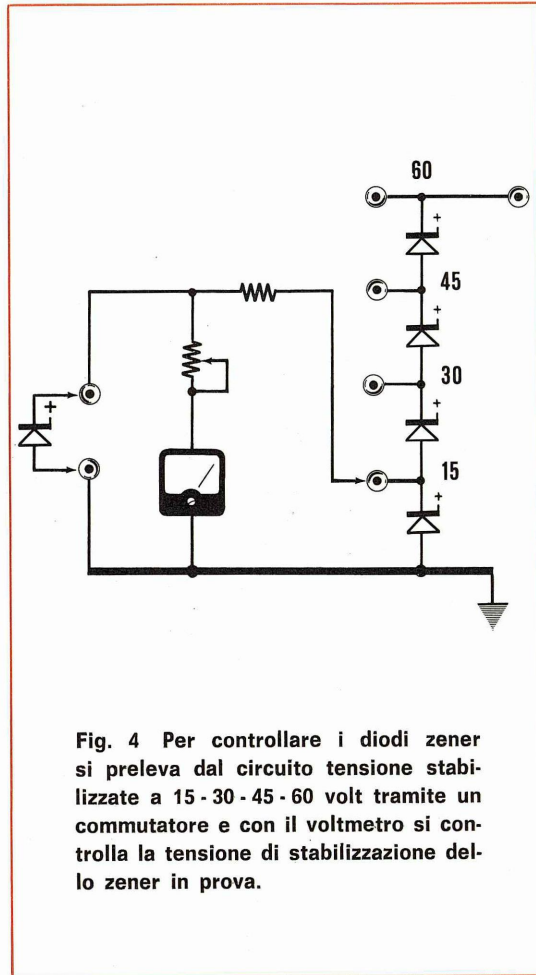 60
+
45
+
+
30
+
15
+
Fig. 4 Per controllare i diodi zener
si preleva dal circuito tensione stabi-
lizzate a 15 - 30 - 45 - 60 volt tramite un
commutatore e con il voltmetro si con-
trolla la tensione di stabilizzazione del-
lo zener in prova.